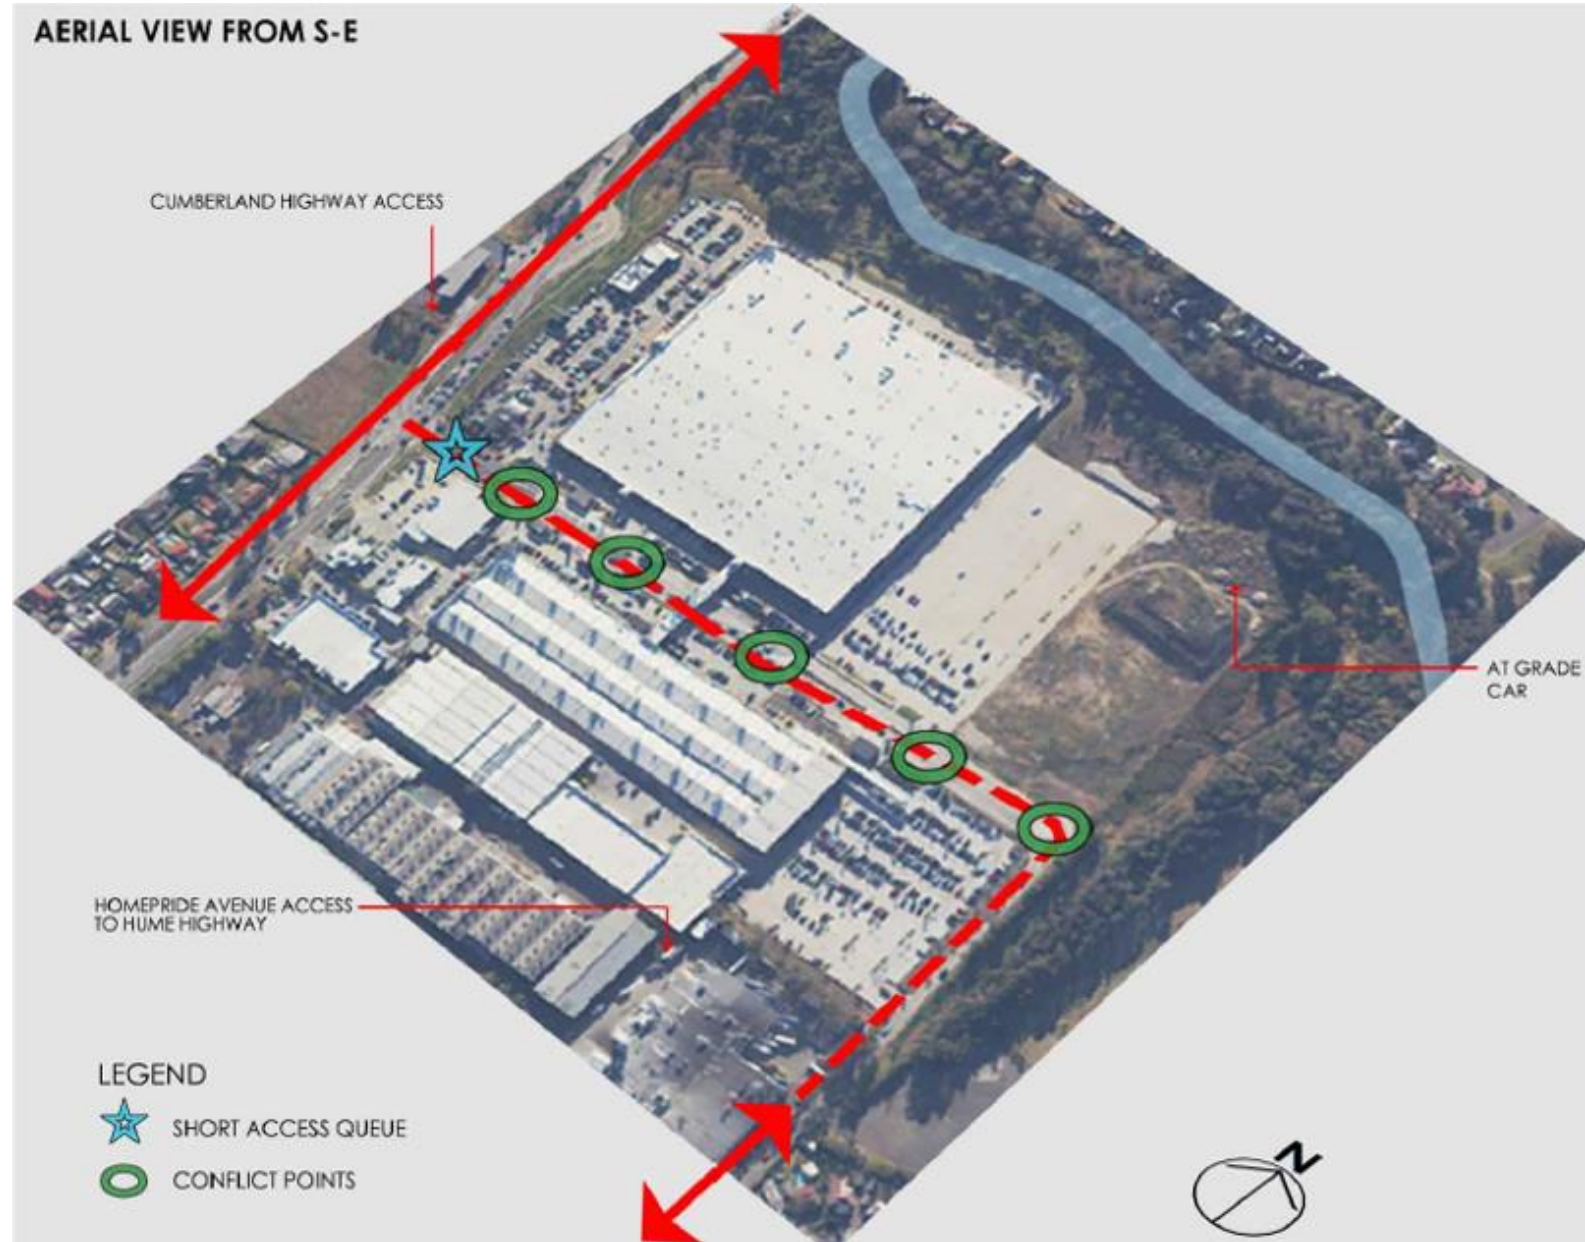 AERIAL VIEW FROM S-E
CUMBERLAND HIGHWAY ACCESS
AT GRADE
CAR
HOMEPRIDE AVENUE ACCESS
TO HUME HIGHWAY
LEGEND
SHORT ACCESS QUEUE
CONFLICT POINTS
N